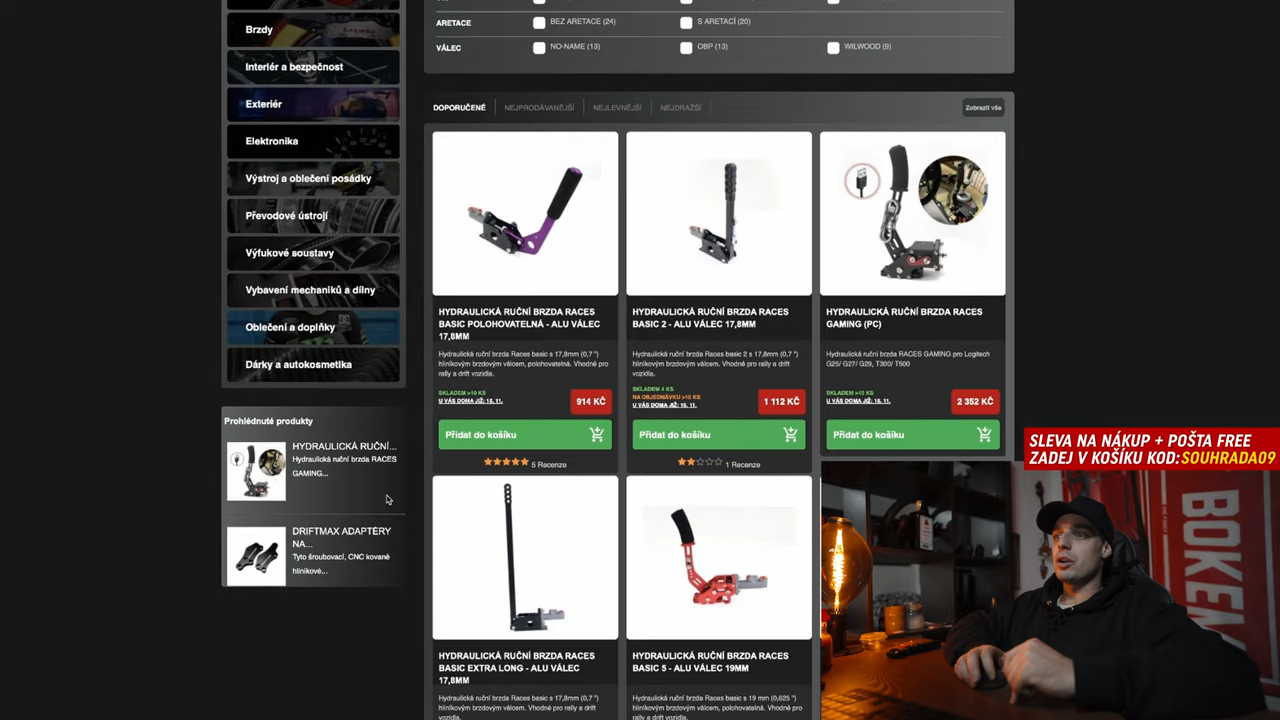 ARETACE
BEZ ARETACE (24)
S ARETACÍ (20)
VÁLEC
NO-NAME (13)
OBP (13)
WILWOOD (9)
Brzdy
Interiér a bezpečnost
Exteriér
Elektronika
Výstroj a oblečení posádky
Převodové ústrojí
Výfukové soustavy
Vybavení mechaniků a dílny
Oblečení a doplňky
Dárky a autokosmetika
Prohlédnuté produkty
HYDRAULICKÁ RUČNÍ...
Hydraulická ruční brzda RACES
GAMING...
DRIFTMAX ADAPTÉRY
NA...
Tyto šroubovací, CNC kované
hliníkové...
DOPORUČENÉ
NEJPRODÁVANĚJŠÍ
NEJLEVNĚJŠÍ
NEJDRAŽŠÍ
Zobrazit vše
HYDRAULICKÁ RUČNÍ BRZDA RACES
BASIC POLOHOVATELNÁ - ALU VÁLEC
17,8MM
Hydraulická ruční brzda Races basic s 17,8mm (0,7 ")
hliníkovým brzdovým válcem, polohovatelná. Vhodné pro
rally a drift vozidla.
SKLADEM >10 KS
U VÁS DOMA JIŽ: 15. 11.
914 KČ
Přidat do košíku
5 Recenze
HYDRAULICKÁ RUČNÍ BRZDA RACES
BASIC 2 - ALU VÁLEC 17,8MM
Hydraulická ruční brzda Races basic 2 s 17,8mm (0,7 ")
hliníkovým brzdovým válcem. Vhodné pro rally a drift
vozidla.
SKLADEM 4 KS
NA OBJEDNÁVKU >10 KS
U VÁS DOMA JIŽ: 15. 11.
1 112 KČ
Přidat do košíku
1 Recenze
HYDRAULICKÁ RUČNÍ BRZDA RACES
GAMING (PC)
Hydraulická ruční brzda RACES GAMING pro Logitech
G25/ G27/ G29, T300/ T500
SKLADEM >10 KS
U VÁS DOMA JIŽ: 15. 11.
2 352 KČ
Přidat do košíku
HYDRAULICKÁ RUČNÍ BRZDA RACES
BASIC EXTRA LONG - ALU VÁLEC
17,8MM
Hydraulická ruční brzda Races basic s 17,8mm (0,7 ")
hliníkovým brzdovým válcem. Vhodné pro rally a drift
vozidla.
HYDRAULICKÁ RUČNÍ BRZDA RACES
BASIC 5 - ALU VÁLEC 19MM
Hydraulická ruční brzda Races basic s 19 mm (0,625 ")
hliníkovým brzdovým válcem, polohovatelná. Vhodné pro
rally a drift vozidla.
SLEVA NA NÁKUP + POŠTA FREE
ZADEJ V KOŠÍKU KOD:SOUHRADA09